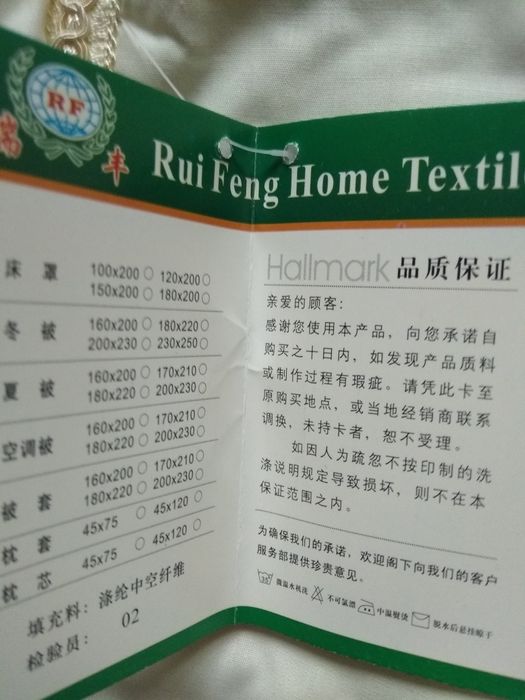 瑞 RF 丰
Rui Feng Home Textil
床罩 100x200○ 120x200○
150x200○ 180x200○
冬被 160x200○ 180x220○
200x230○ 230x250○
夏被 160x200○ 170x210○
180x220○ 200x230○
空调被 160x200○ 170x210○
180x220○ 200x230○
被套 160x200○ 170x210○
180x220○ 200x230○
枕套 45x75○ 45x120○
枕芯 45x75○ 45x120○
填充料：涤纶中空纤维
检验员：02
Hallmark 品质保证
亲爱的顾客：
感谢您使用本产品，向您承诺自
购买之十日内，如发现产品质料
或制作过程有瑕疵。请凭此卡至
原购买地点，或当地经销商联系
调换，未持卡者，恕不受理。
如因人为疏忽不按印制的洗
涤说明规定导致损坏，则不在本
保证范围之内。
为确保我们的承诺，欢迎阁下向我们的客户
服务部提供珍贵意见。
微温水机洗 不可氯漂 中温熨烫 脱水后悬挂晾干